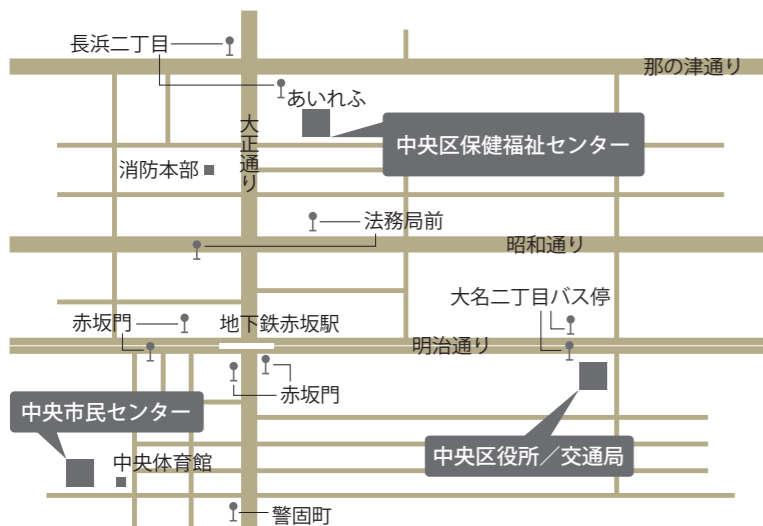 長浜二丁目
那の津通り
あいれふ
大正通り
中央区保健福祉センター
消防本部
法務局前
昭和通り
大名二丁目バス停
赤坂門
地下鉄赤坂駅
明治通り
赤坂門
中央市民センター
中央区役所／交通局
中央体育館
警固町